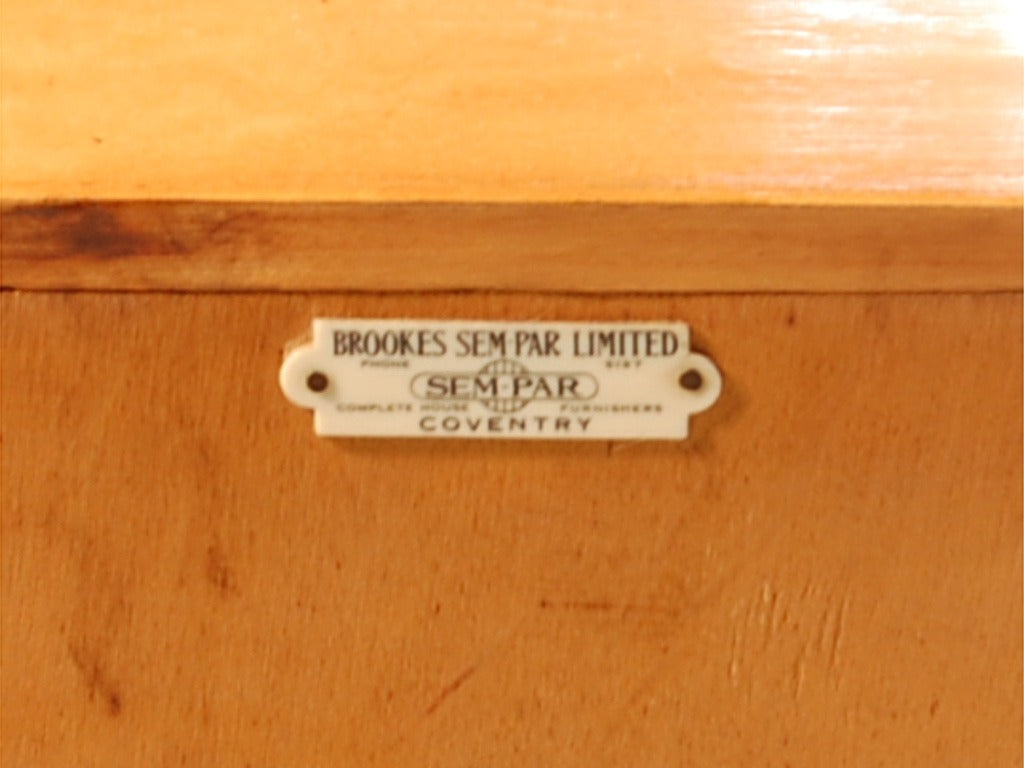 BROOKES SEM-PAR LIMITED
PHONE
SEM-PAR
COMPLETE HOUSE FURNISHERS
COVENTRY